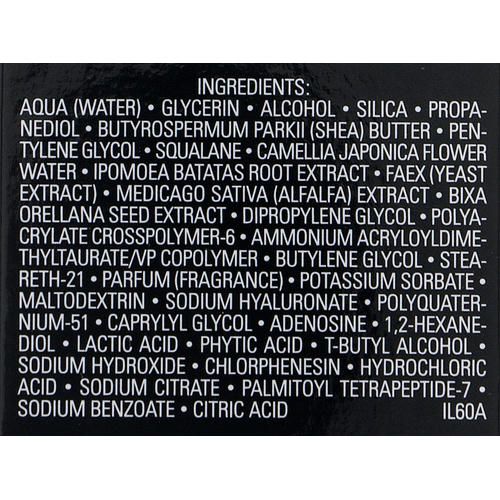 INGREDIENTS:
AQUA (WATER) • GLYCERIN • ALCOHOL • SILICA • PROPA-
NEDIOL • BUTYROSPERMUM PARKII (SHEA) BUTTER • PEN-
TYLENE GLYCOL • SQUALANE • CAMELLIA JAPONICA FLOWER
WATER • IPOMOEA BATATAS ROOT EXTRACT • FAEX (YEAST
EXTRACT) • MEDICAGO SATIVA (ALFALFA) EXTRACT • BIXA
ORELLANA SEED EXTRACT • DIPROPYLENE GLYCOL • POLYA-
CRYLATE CROSSPOLYMER-6 • AMMONIUM ACRYLOYLDIME-
THYLTAURATE/VP COPOLYMER • BUTYLENE GLYCOL • STEA-
RETH-21 • PARFUM (FRAGRANCE) • POTASSIUM SORBATE •
MALTODEXTRIN • SODIUM HYALURONATE • POLYQUATER-
NIUM-51 • CAPRYLYL GLYCOL • ADENOSINE • 1,2-HEXANE-
DIOL • LACTIC ACID • PHYTIC ACID • T-BUTYL ALCOHOL •
SODIUM HYDROXIDE • CHLORPHENESIN • HYDROCHLORIC
ACID • SODIUM CITRATE • PALMITOYL TETRAPEPTIDE-7 •
SODIUM BENZOATE • CITRIC ACID IL60A